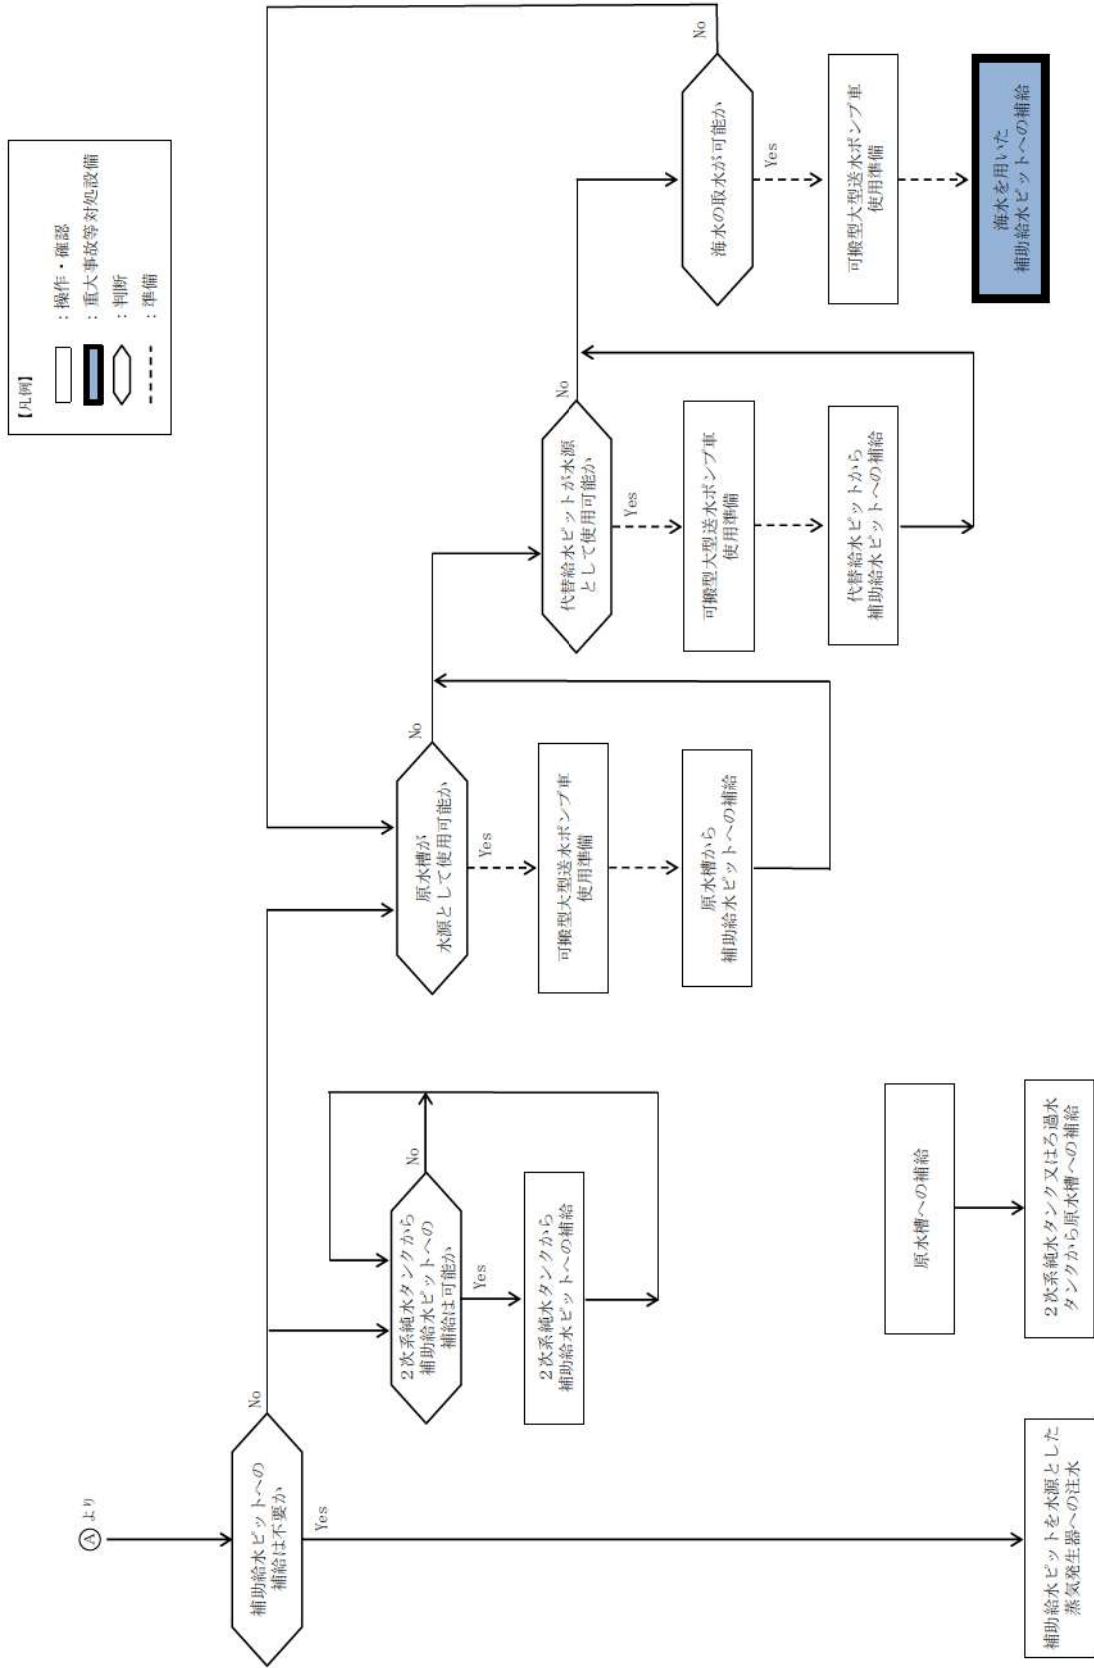 【凡例】
：操作・確認
：重大事故等対処設備
：判断
：準備
Ⓐより
補助給水ピットへの
補給は不要か
No
Yes
補助給水ピットを水源とした
蒸気発生器への注水
2次系純水タンクから
補助給水ピットへの
補給は可能か
No
Yes
2次系純水タンクから
補助給水ピットへの補給
原水槽への補給
2次系純水タンク又はろ過水
タンクから原水槽への補給
原水槽が
水源として使用可能か
No
Yes
可搬型大型送水ポンプ車
使用準備
原水槽から
補助給水ピットへの補給
代替給水ピットが水源
として使用可能か
No
Yes
可搬型大型送水ポンプ車
使用準備
代替給水ピットから
補助給水ピットへの補給
海水の取水が可能か
No
Yes
可搬型大型送水ポンプ車
使用準備
海水を用いた
補助給水ピットへの補給